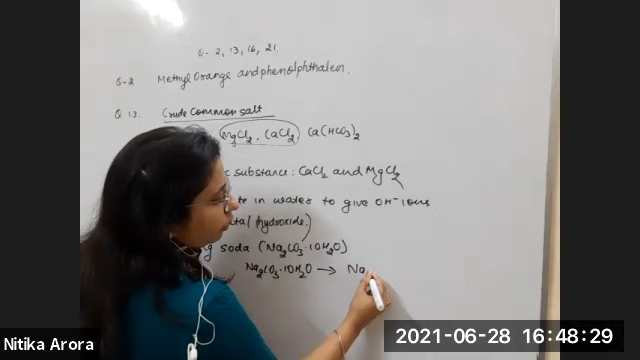 Q-2, 13, 16, 21.
Q-2 Methyl Orange and phenolphthalein.
Q 13. Crude Common salt
MgCl2, CaCl2, Ca(HCO3)2
substance: CaCl2 and MgCl2
in water to give OH- ions
hydroxide)
soda (Na2CO3·10H2O)
Na2CO3·10H2O → Na
Nitika Arora
2021-06-28 16:48:29